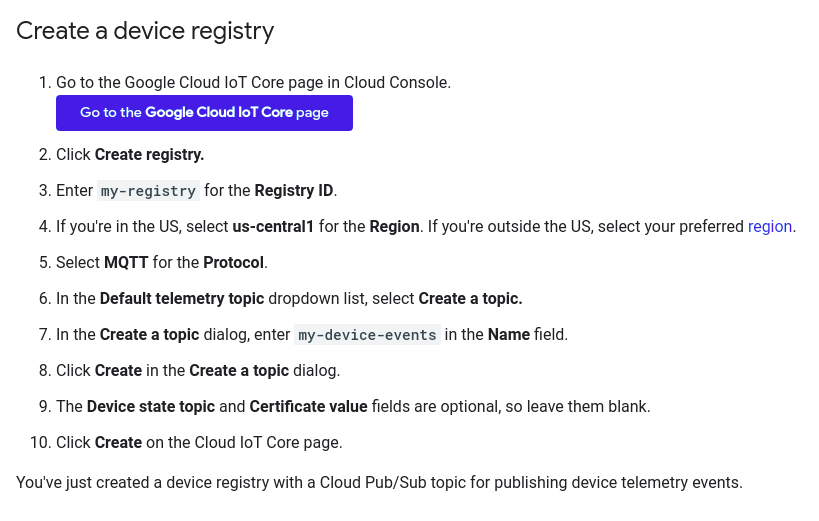 Create a device registry
1. Go to the Google Cloud IoT Core page in Cloud Console.
Go to the Google Cloud IoT Core page
2. Click Create registry.
3. Enter my-registry for the Registry ID.
4. If you're in the US, select us-central1 for the Region. If you're outside the US, select your preferred region.
5. Select MQTT for the Protocol.
6. In the Default telemetry topic dropdown list, select Create a topic.
7. In the Create a topic dialog, enter my-device-events in the Name field.
8. Click Create in the Create a topic dialog.
9. The Device state topic and Certificate value fields are optional, so leave them blank.
10. Click Create on the Cloud IoT Core page.
You've just created a device registry with a Cloud Pub/Sub topic for publishing device telemetry events.